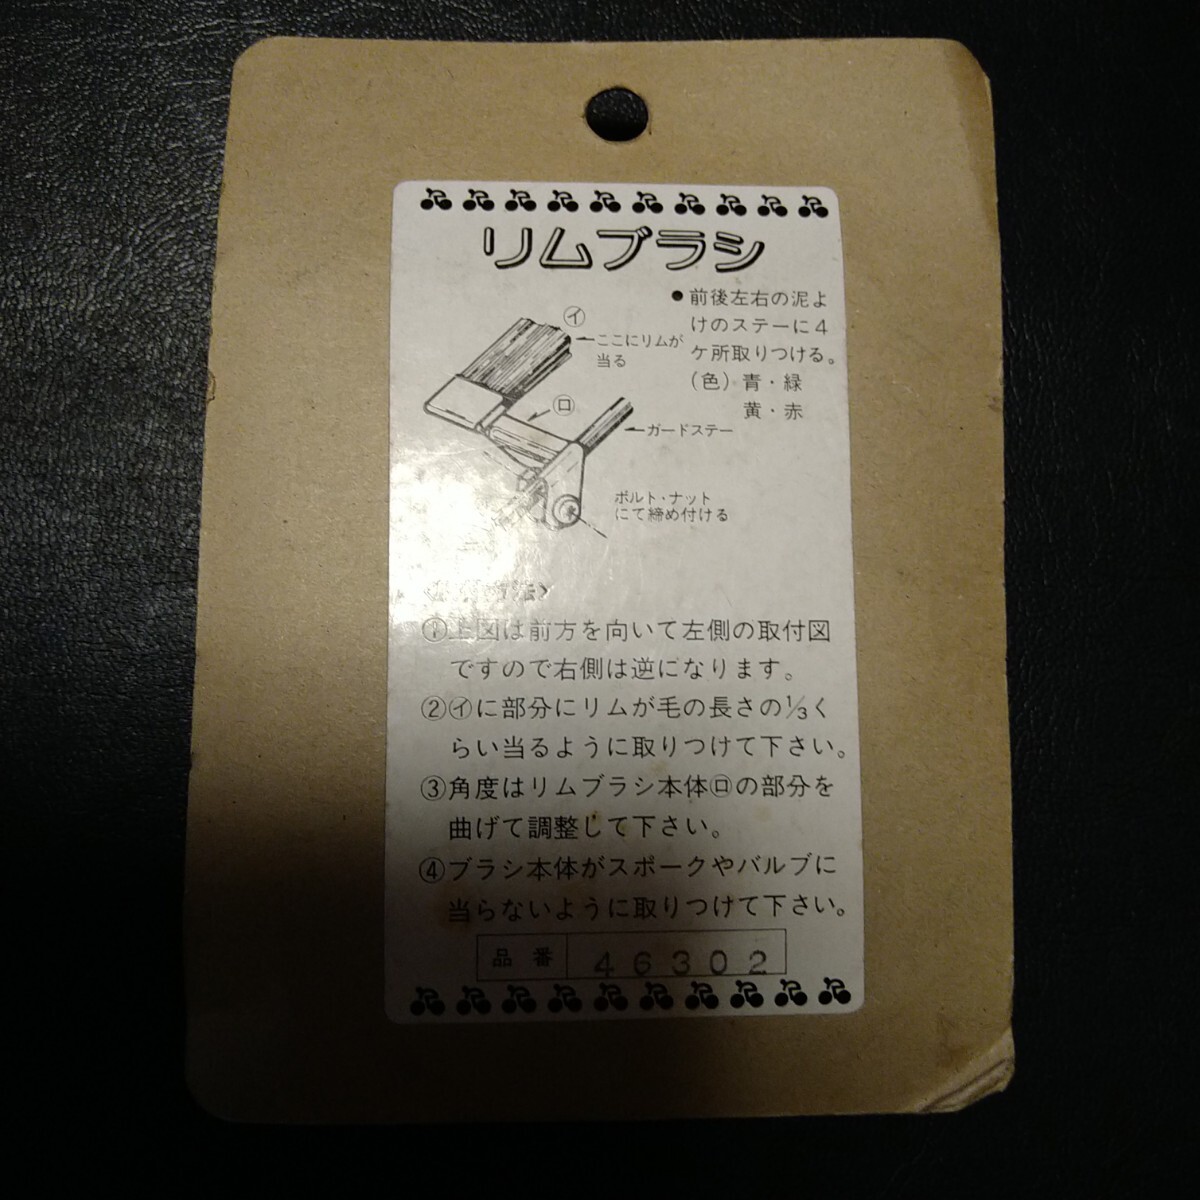 リムブラシ
●前後左右の泥よ
けのステーに4
ケ所取りつける。
(色)青・緑
黄・赤
㋑
ここにリムが
当る
㋺
ガードステー
ボルト・ナット
にて締め付ける
①上図は前方を向いて左側の取付図
ですので右側は逆になります。
②㋑に部分にリムが毛の長さの1/3く
らい当るように取りつけて下さい。
③角度はリムブラシ本体㋺の部分を
曲げて調整して下さい。
④ブラシ本体がスポークやバルブに
当らないように取りつけて下さい。
品番 46302